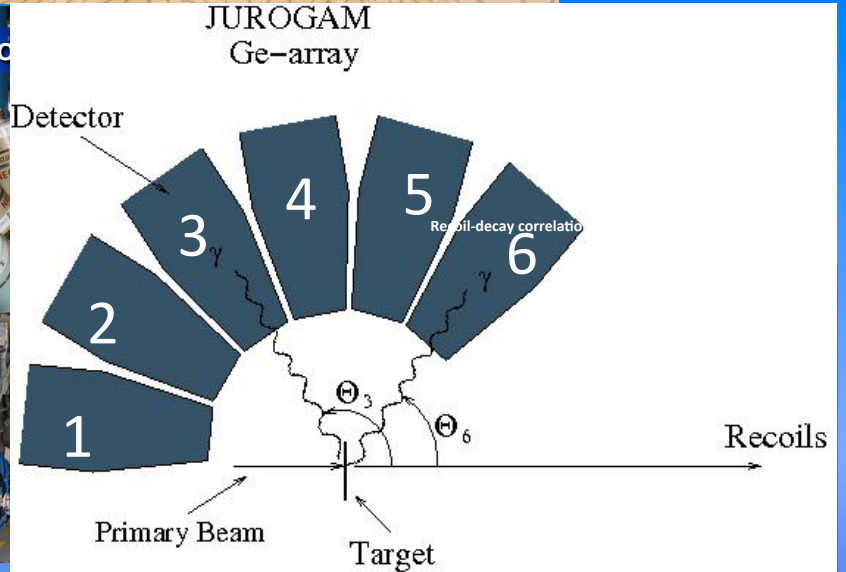 JUROGAM
Ge-array
Detector
4
5
3
Recoil-decay correlatio
γ
6
γ
2
Θ3
1
Θ6
Recoils
Primary Beam
Target